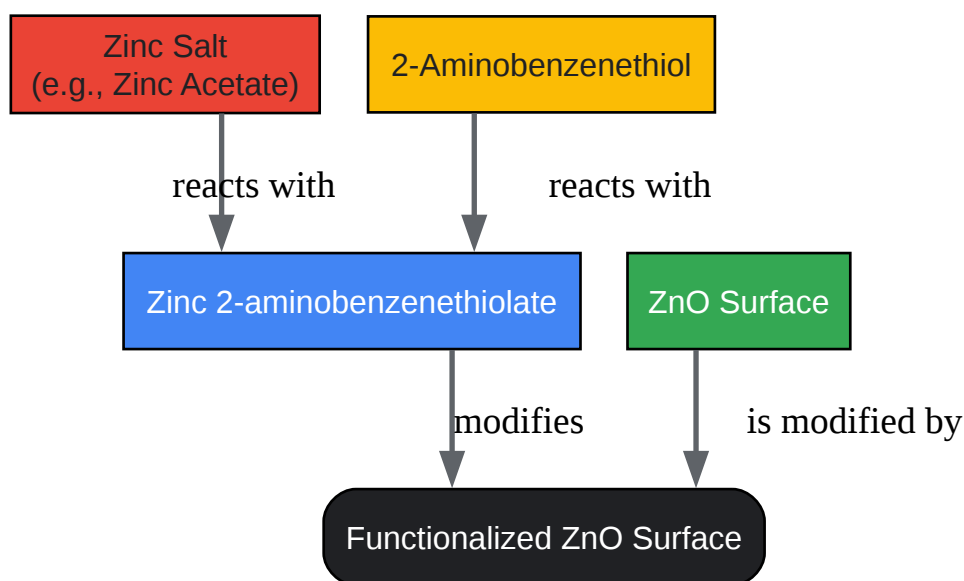 Zinc Salt
(e.g., Zinc Acetate)
2-Aminobenzenethiol
reacts with
reacts with
Zinc 2-aminobenzenethiolate
ZnO Surface
modifies
is modified by
Functionalized ZnO Surface